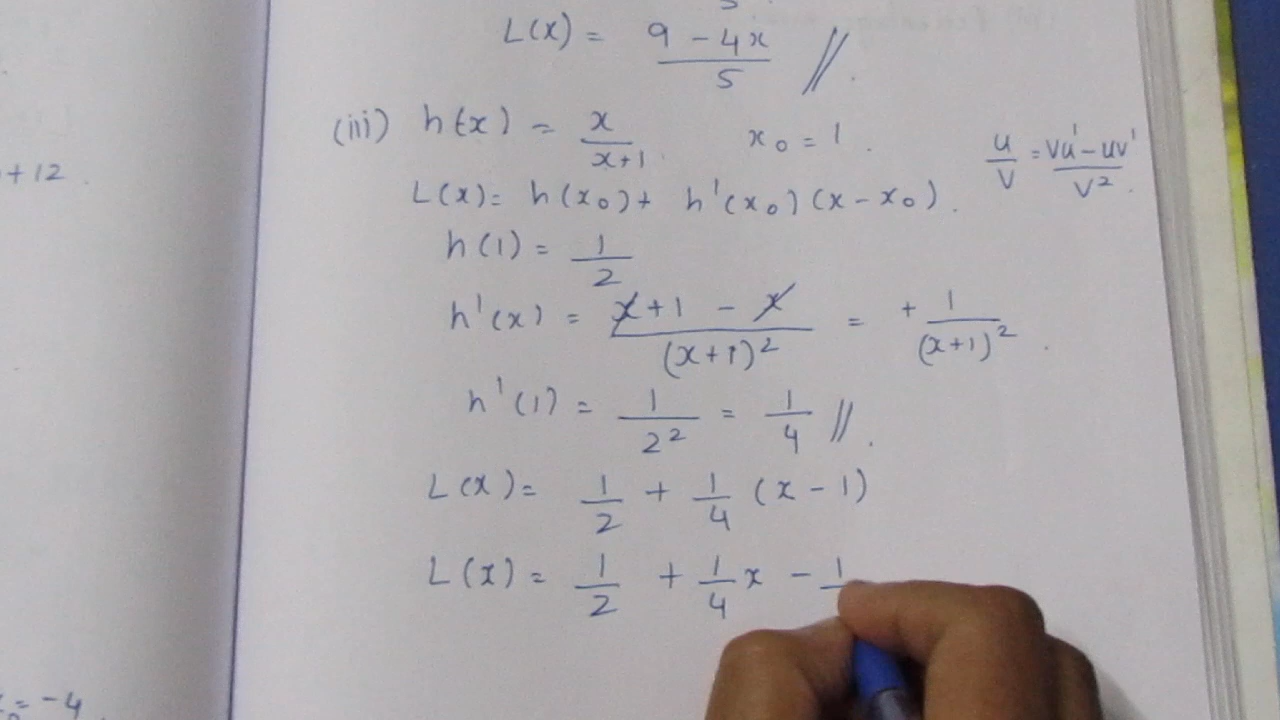 L(x) = 9 - 4x / 5 //.
(iii) h(x) = x / x+1. x₀ = 1.
u/v = vu' - uv' / v².
+ 12.
L(x) = h(x₀) + h'(x₀) (x - x₀).
h(1) = 1/2
h'(x) = x + 1 - x / (x+1)² = + 1 / (x+1)².
h'(1) = 1 / 2² = 1/4 //.
L(x) = 1/2 + 1/4 (x - 1)
L(x) = 1/2 + 1/4 x - 1
= -4